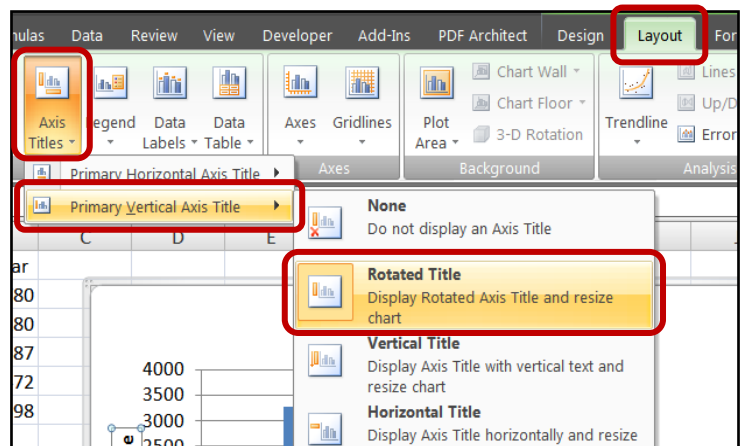 Data Review View Developer Add-Ins PDF Architect Design Layout
Axis Titles Legend Data Labels Data Table Axes Gridlines Plot Area Chart Wall Chart Floor 3-D Rotation Trendline Lines Error
Axes Background Analysis
Primary Horizontal Axis Title
Primary Vertical Axis Title
None
Do not display an Axis Title
C D E
Rotated Title
Display Rotated Axis Title and resize
chart
Vertical Title
Display Axis Title with vertical text and
resize chart
Horizontal Title
Display Axis Title horizontally and resize
ar
80
80
87
72
98
4000
3500
3000
2500
e